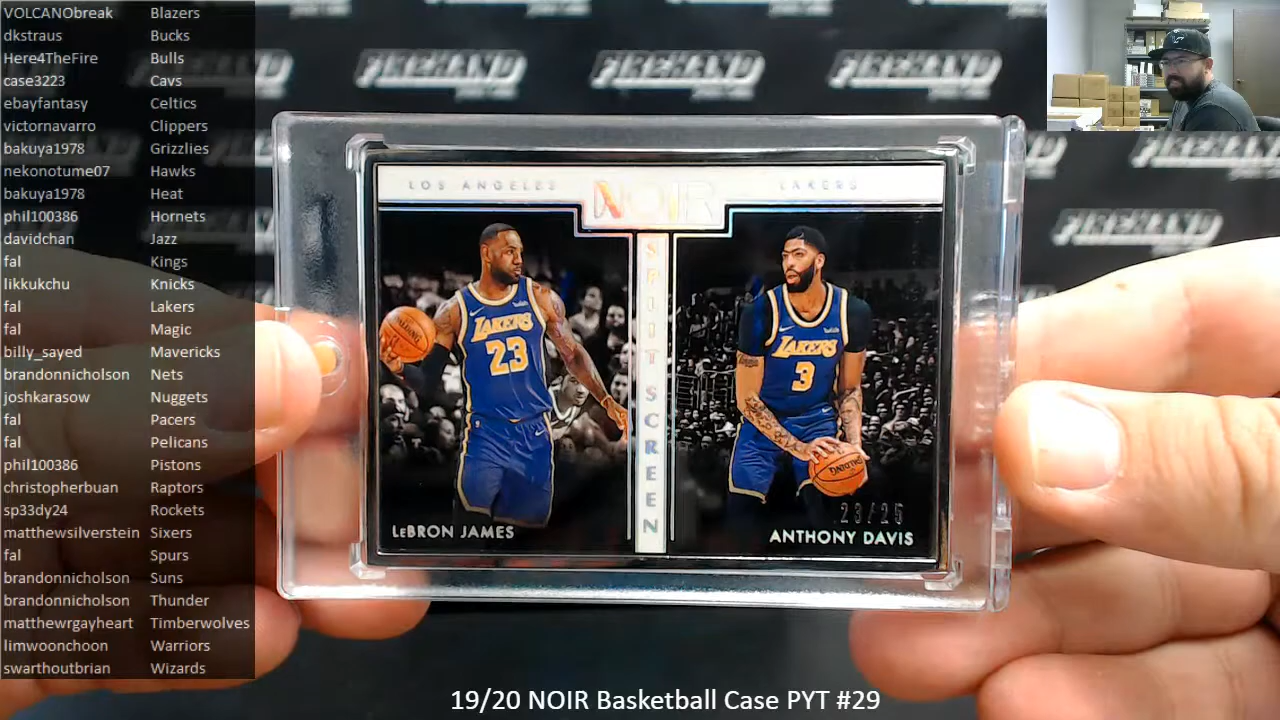 VOLCANObreak Blazers
dkstraus Bucks
Here4TheFire Bulls
case3223 Cavs
ebayfantasy Celtics
victornavarro Clippers
bakuya1978 Grizzlies
nekonotume07 Hawks
bakuya1978 Heat
phil100386 Hornets
davidchan Jazz
fal Kings
likkukchu Knicks
fal Lakers
fal Magic
billy_sayed Mavericks
brandonnicholson Nets
joshkarasow Nuggets
fal Pacers
fal Pelicans
phil100386 Pistons
christopherbuan Raptors
sp33dy24 Rockets
matthewsilverstein Sixers
fal Spurs
brandonnicholson Suns
brandonnicholson Thunder
matthewrgayheart Timberwolves
limwoonchoon Warriors
swarthoutbrian Wizards
FIREHAND FIREHAND FIREHAND
LOS ANGELES NOIR LAKERS
SPLIT SCREEN
LAKERS
23
LAKERS
3
SPALDING
SPALDING
23/25
LeBRON JAMES
ANTHONY DAVIS
19/20 NOIR Basketball Case PYT #29